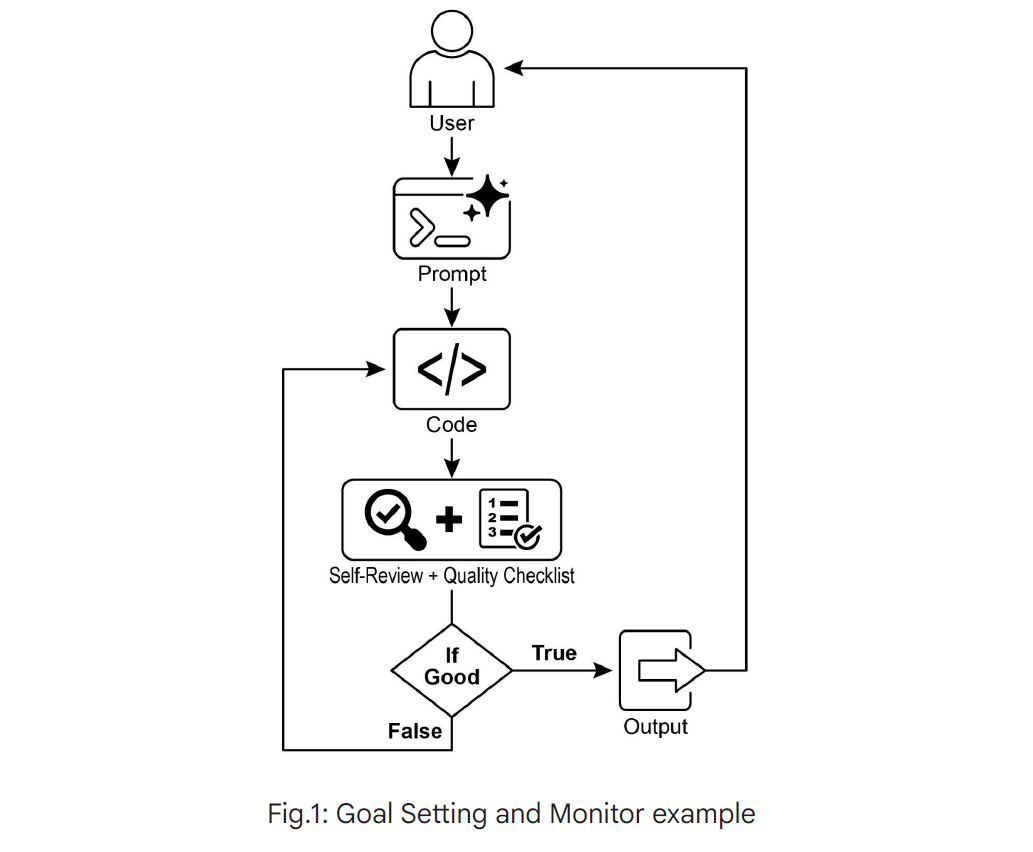 User
Prompt
</>
Code
1
2
3
Self-Review + Quality Checklist
If
Good
True
False
Output
Fig.1: Goal Setting and Monitor example